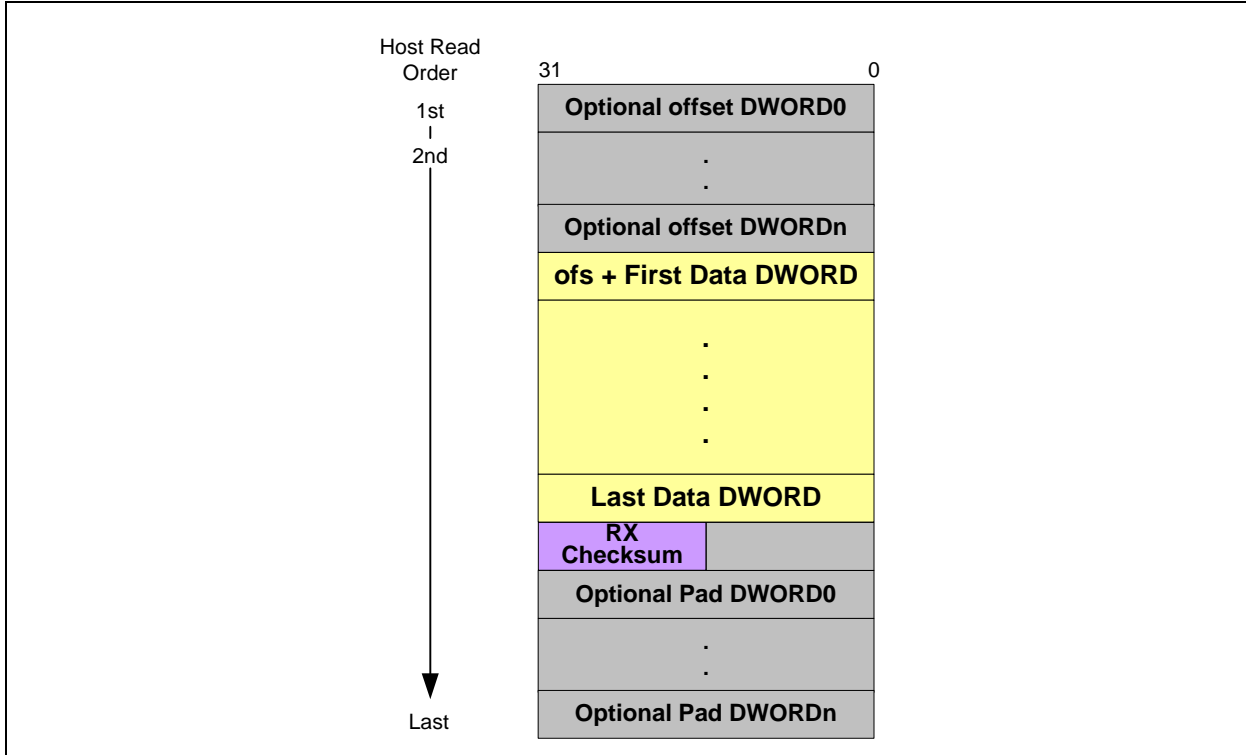 Host Read
Order
31
0
1st
Optional offset DWORD0
2nd
.
.
Optional offset DWORDn
ofs + First Data DWORD
.
.
.
.
Last Data DWORD
RX
Checksum
Optional Pad DWORD0
.
.
Optional Pad DWORDn
Last